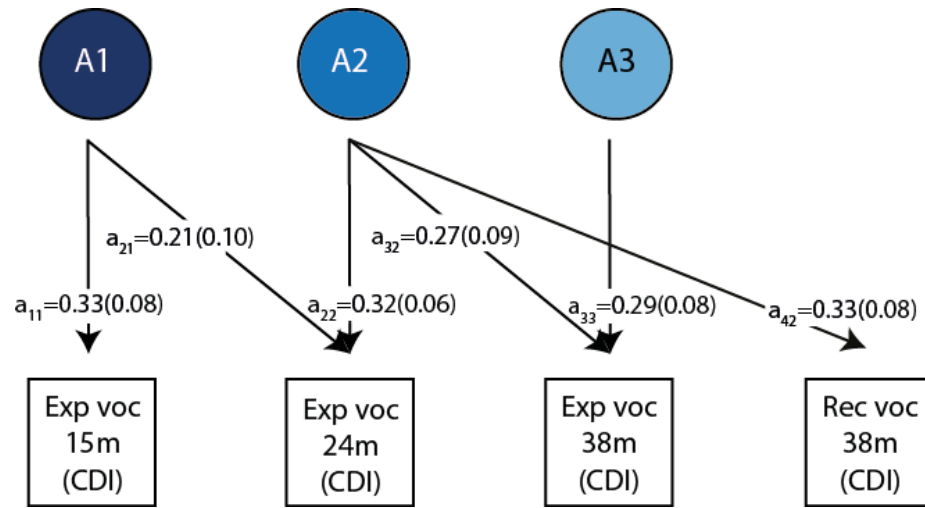 A1
A2
A3
a21=0.21(0.10)
a32=0.27(0.09)
a11=0.33(0.08)
a22=0.32(0.06)
a33=0.29(0.08)
a42=0.33(0.08)
Exp voc
15m
(CDI)
Exp voc
24m
(CDI)
Exp voc
38m
(CDI)
Rec voc
38m
(CDI)